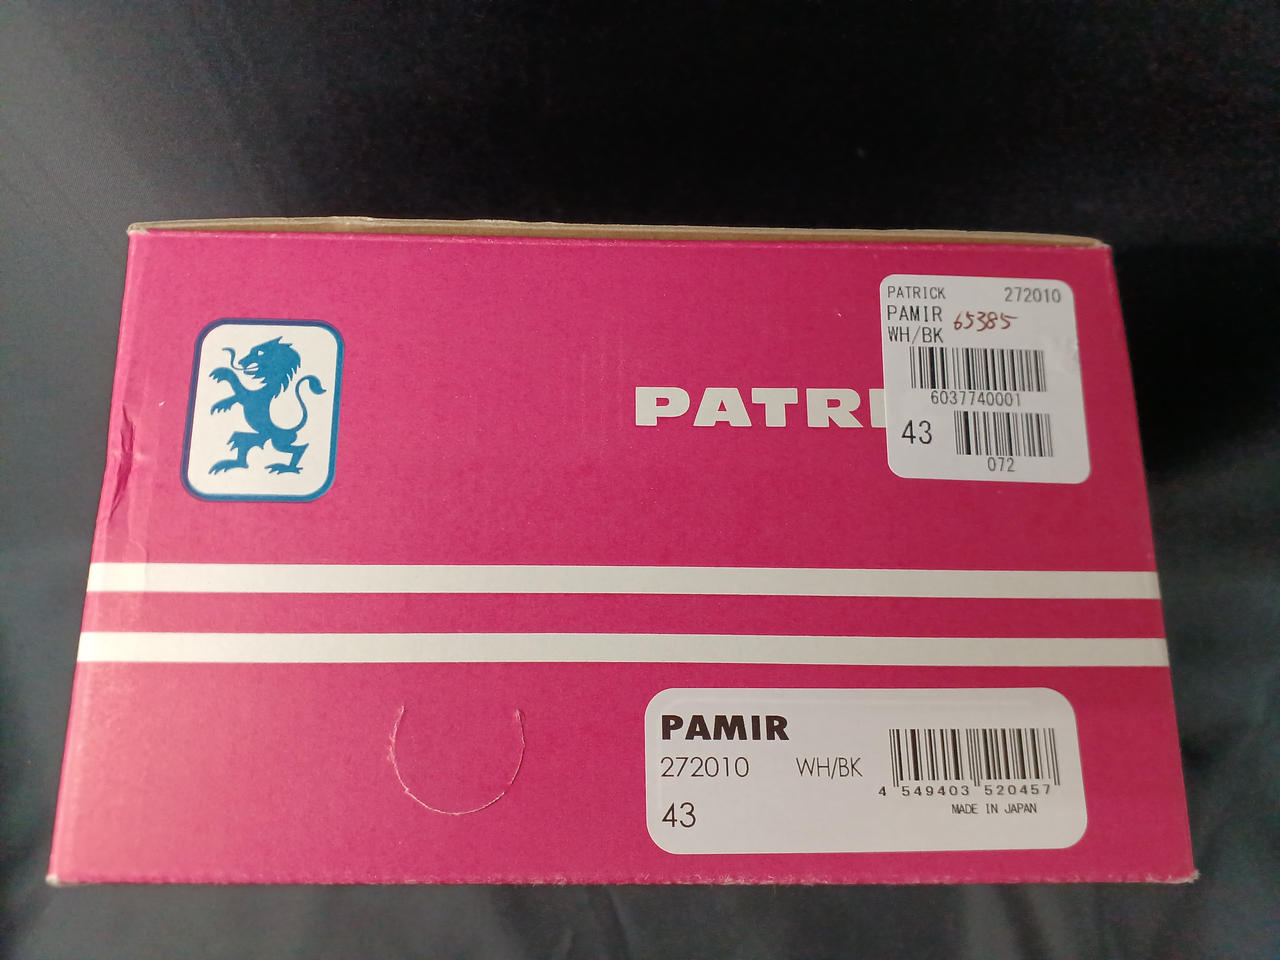 PATRI
PATRICK 272010
PAMIR 65385
WH/BK
6037740001
43
072
PAMIR
272010 WH/BK
43
4 549403 520457
MADE IN JAPAN